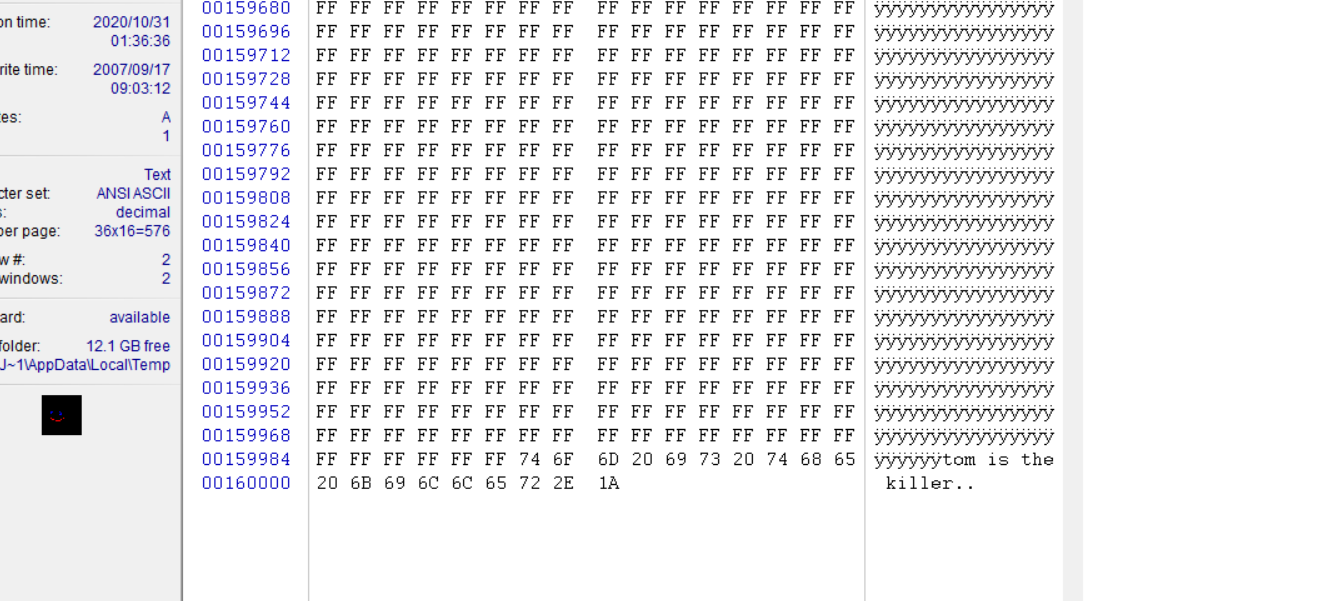 on time: 2020/10/31
01:36:36
rite time: 2007/09/17
09:03:12
es: A
1
Text
cter set: ANSI ASCII
s: decimal
per page: 36x16=576
w #: 2
windows: 2
ard: available
folder: 12.1 GB free
J~1\AppData\Local\Temp
00159680 FF FF FF FF FF FF FF FF FF FF FF FF FF FF FF FF ÿÿÿÿÿÿÿÿÿÿÿÿÿÿÿÿ
00159696 FF FF FF FF FF FF FF FF FF FF FF FF FF FF FF FF ÿÿÿÿÿÿÿÿÿÿÿÿÿÿÿÿ
00159712 FF FF FF FF FF FF FF FF FF FF FF FF FF FF FF FF ÿÿÿÿÿÿÿÿÿÿÿÿÿÿÿÿ
00159728 FF FF FF FF FF FF FF FF FF FF FF FF FF FF FF FF ÿÿÿÿÿÿÿÿÿÿÿÿÿÿÿÿ
00159744 FF FF FF FF FF FF FF FF FF FF FF FF FF FF FF FF ÿÿÿÿÿÿÿÿÿÿÿÿÿÿÿÿ
00159760 FF FF FF FF FF FF FF FF FF FF FF FF FF FF FF FF ÿÿÿÿÿÿÿÿÿÿÿÿÿÿÿÿ
00159776 FF FF FF FF FF FF FF FF FF FF FF FF FF FF FF FF ÿÿÿÿÿÿÿÿÿÿÿÿÿÿÿÿ
00159792 FF FF FF FF FF FF FF FF FF FF FF FF FF FF FF FF ÿÿÿÿÿÿÿÿÿÿÿÿÿÿÿÿ
00159808 FF FF FF FF FF FF FF FF FF FF FF FF FF FF FF FF ÿÿÿÿÿÿÿÿÿÿÿÿÿÿÿÿ
00159824 FF FF FF FF FF FF FF FF FF FF FF FF FF FF FF FF ÿÿÿÿÿÿÿÿÿÿÿÿÿÿÿÿ
00159840 FF FF FF FF FF FF FF FF FF FF FF FF FF FF FF FF ÿÿÿÿÿÿÿÿÿÿÿÿÿÿÿÿ
00159856 FF FF FF FF FF FF FF FF FF FF FF FF FF FF FF FF ÿÿÿÿÿÿÿÿÿÿÿÿÿÿÿÿ
00159872 FF FF FF FF FF FF FF FF FF FF FF FF FF FF FF FF ÿÿÿÿÿÿÿÿÿÿÿÿÿÿÿÿ
00159888 FF FF FF FF FF FF FF FF FF FF FF FF FF FF FF FF ÿÿÿÿÿÿÿÿÿÿÿÿÿÿÿÿ
00159904 FF FF FF FF FF FF FF FF FF FF FF FF FF FF FF FF ÿÿÿÿÿÿÿÿÿÿÿÿÿÿÿÿ
00159920 FF FF FF FF FF FF FF FF FF FF FF FF FF FF FF FF ÿÿÿÿÿÿÿÿÿÿÿÿÿÿÿÿ
00159936 FF FF FF FF FF FF FF FF FF FF FF FF FF FF FF FF ÿÿÿÿÿÿÿÿÿÿÿÿÿÿÿÿ
00159952 FF FF FF FF FF FF FF FF FF FF FF FF FF FF FF FF ÿÿÿÿÿÿÿÿÿÿÿÿÿÿÿÿ
00159968 FF FF FF FF FF FF FF FF FF FF FF FF FF FF FF FF ÿÿÿÿÿÿÿÿÿÿÿÿÿÿÿÿ
00159984 FF FF FF FF FF FF 74 6F 6D 20 69 73 20 74 68 65 ÿÿÿÿÿÿtom is the
00160000 20 6B 69 6C 6C 65 72 2E 1A killer..